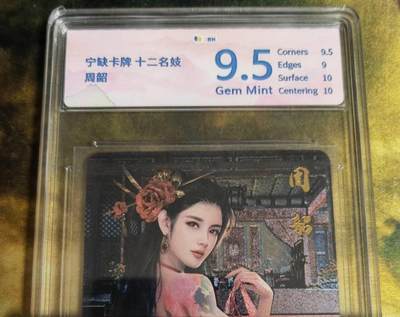 宁缺卡牌 十二名妓
周韶
9.5
Gem Mint
Corners 9.5
Edges 9
Surface 10
Centering 10
周韶